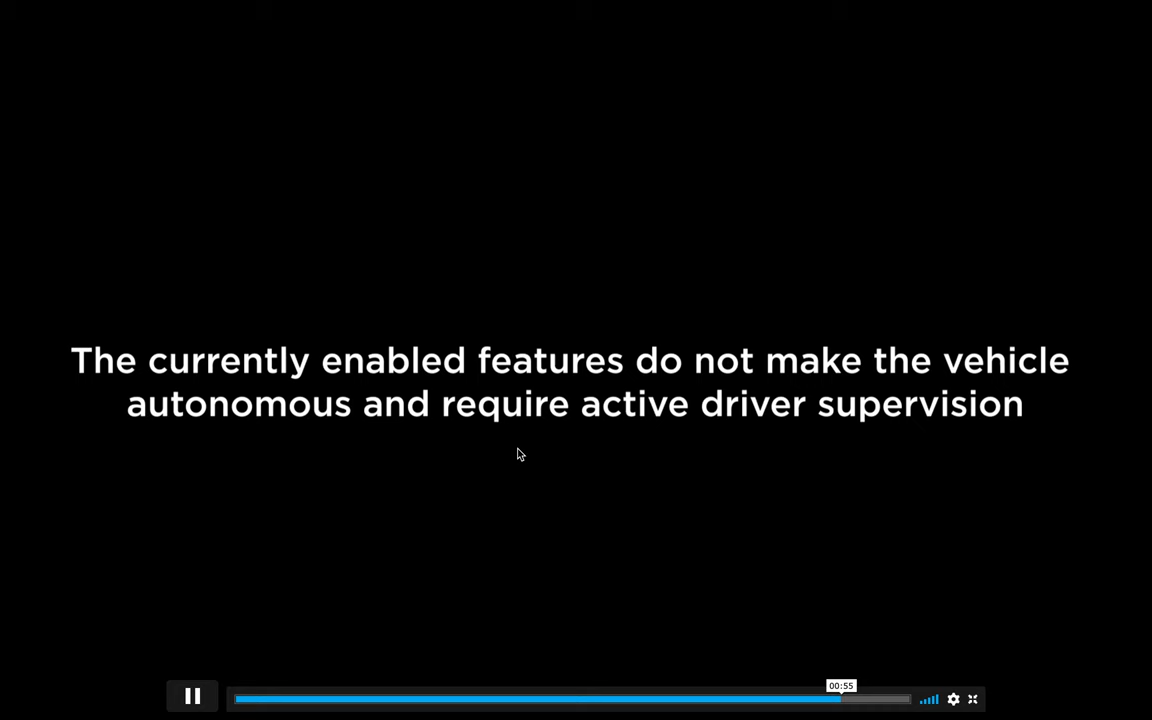 The currently enabled features do not make the vehicle
autonomous and require active driver supervision
00:55